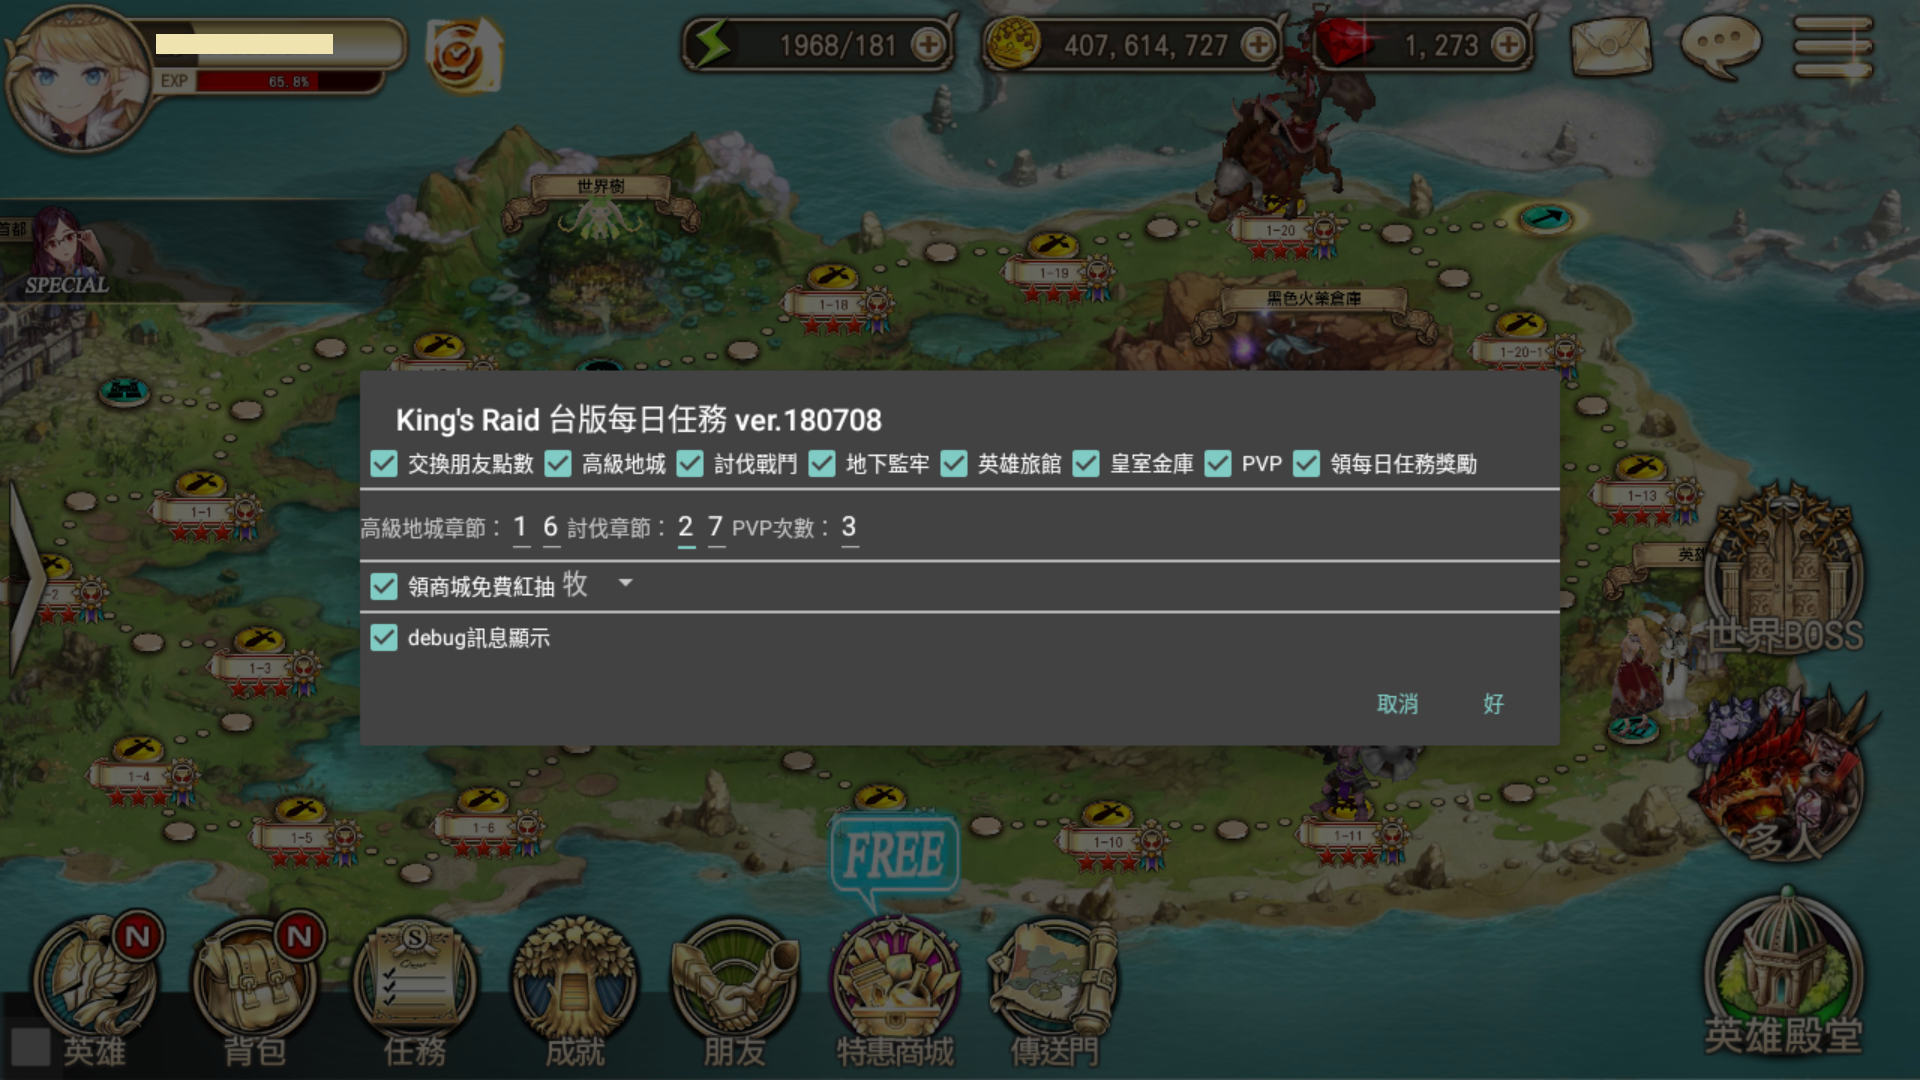 EXP 65.8%
1968/181
407,614,727
1,273
世界樹
首都
SPECIAL
1-20
1-19
1-18
黑色火藥倉庫
1-20-1
King's Raid 台版每日任務 ver.180708
交換朋友點數 高級地城 討伐戰鬥 地下監牢 英雄旅館 皇室金庫 PVP 領每日任務獎勵
高級地城章節： 1 6 討伐章節： 2 7 PVP次數： 3
領商城免費紅抽 牧
debug訊息顯示
取消 好
1-13
1-1
英雄
-2
世界BOSS
1-3
1-4
1-5
1-6
1-10
1-11
多人
FREE
N
N
S
英雄 背包 任務 成就 朋友 特惠商城 傳送門 英雄殿堂